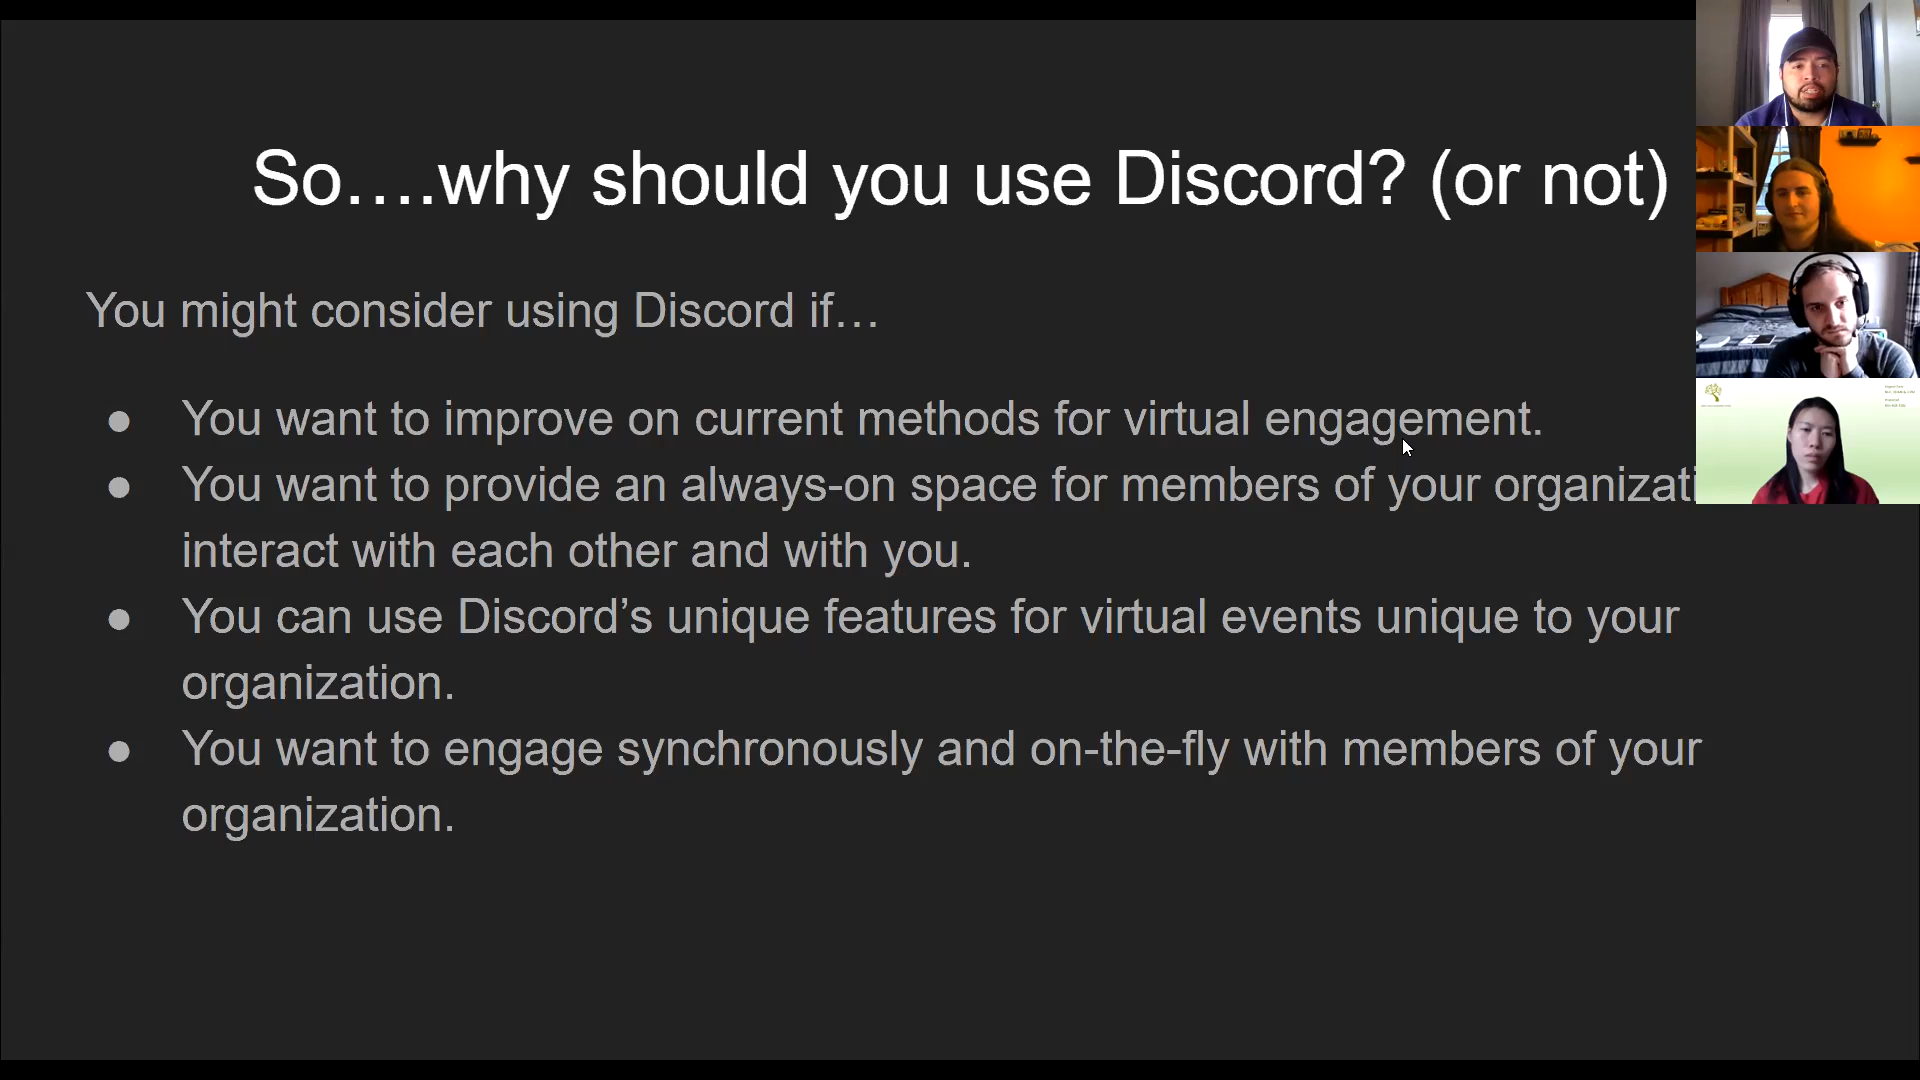 So….why should you use Discord? (or not)
You might consider using Discord if…
● You want to improve on current methods for virtual engagement.
● You want to provide an always-on space for members of your organizati
interact with each other and with you.
● You can use Discord’s unique features for virtual events unique to your
organization.
● You want to engage synchronously and on-the-fly with members of your
organization.